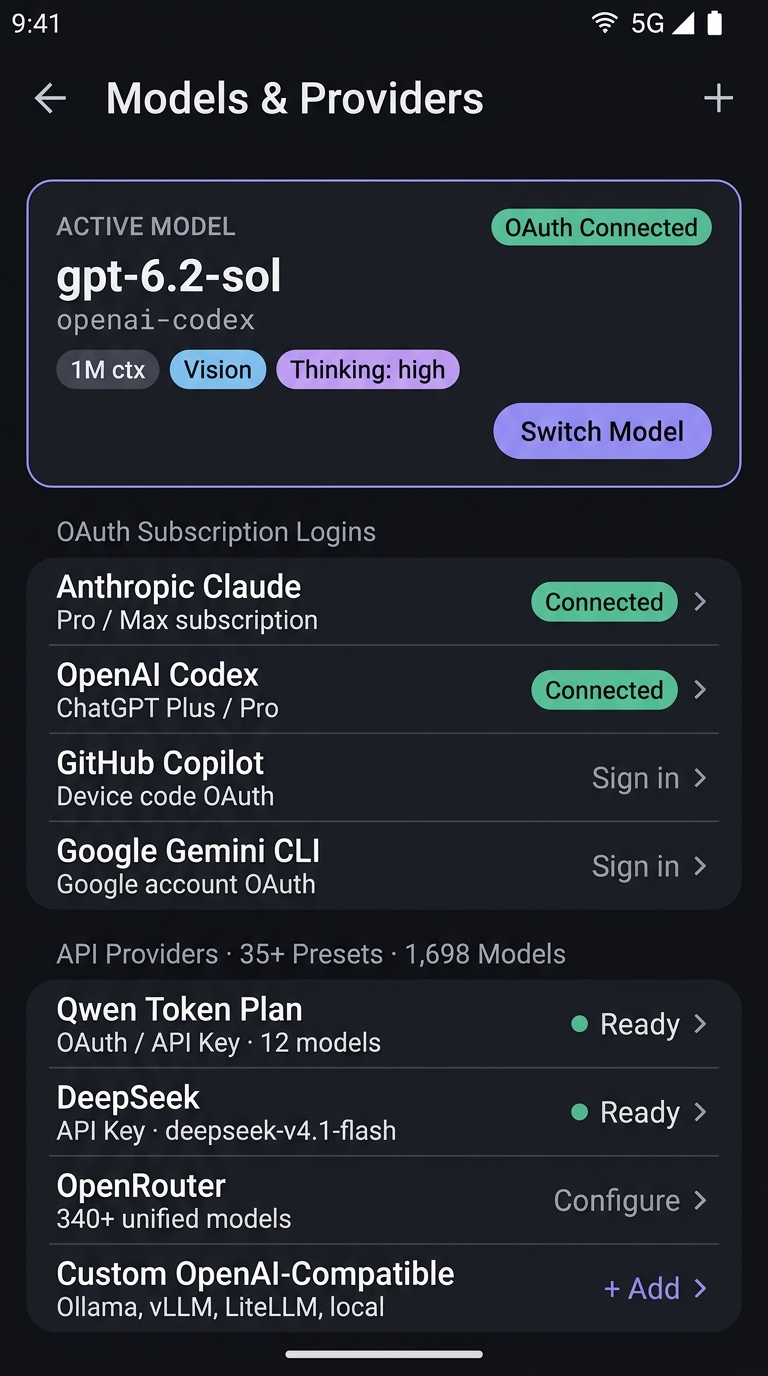 9:41
5G
Models & Providers
ACTIVE MODEL
OAuth Connected
gpt-6.2-sol
openai-codex
1M ctx
Vision
Thinking: high
Switch Model
OAuth Subscription Logins
Anthropic Claude
Pro / Max subscription
Connected
OpenAI Codex
ChatGPT Plus / Pro
Connected
GitHub Copilot
Device code OAuth
Sign in
Google Gemini CLI
Google account OAuth
Sign in
API Providers · 35+ Presets · 1,698 Models
Qwen Token Plan
OAuth / API Key · 12 models
Ready
DeepSeek
API Key · deepseek-v4.1-flash
Ready
OpenRouter
340+ unified models
Configure
Custom OpenAI-Compatible
Ollama, vLLM, LiteLLM, local
+ Add